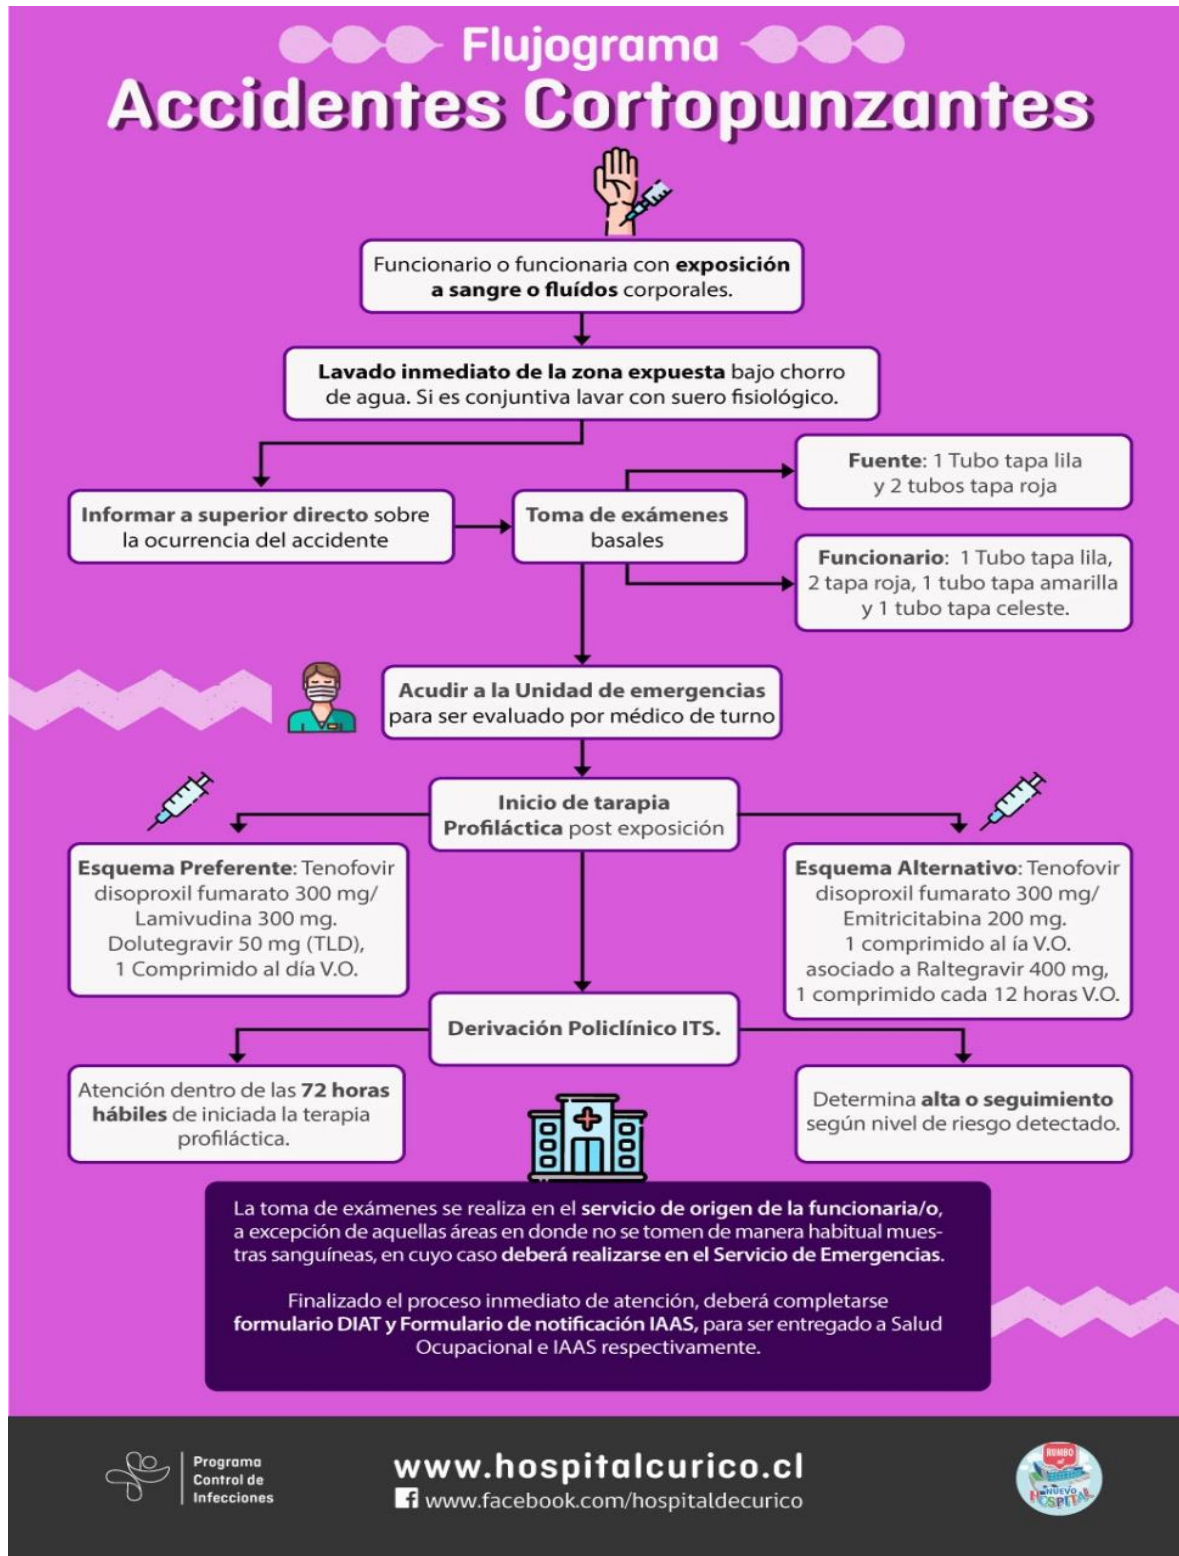 Flujograma
Accidentes Cortopunzantes
Funcionario o funcionaria con exposición
a sangre o fluídos corporales.
Lavado inmediato de la zona expuesta bajo chorro
de agua. Si es conjuntiva lavar con suero fisiológico.
Informar a superior directo sobre
la ocurrencia del accidente
Toma de exámenes
basales
Fuente: 1 Tubo tapa lila
y 2 tubos tapa roja
Funcionario: 1 Tubo tapa lila,
2 tapa roja, 1 tubo tapa amarilla
y 1 tubo tapa celeste.
Acudir a la Unidad de emergencias
para ser evaluado por médico de turno
Inicio de tarapia
Profiláctica post exposición
Esquema Preferente: Tenofovir
disoproxil fumarato 300 mg/
Lamivudina 300 mg.
Dolutegravir 50 mg (TLD),
1 Comprimido al día V.O.
Esquema Alternativo: Tenofovir
disoproxil fumarato 300 mg/
Emitricitabina 200 mg.
1 comprimido al ía V.O.
asociado a Raltegravir 400 mg,
1 comprimido cada 12 horas V.O.
Derivación Policlínico ITS.
Atención dentro de las 72 horas
hábiles de iniciada la terapia
profiláctica.
Determina alta o seguimiento
según nivel de riesgo detectado.
La toma de exámenes se realiza en el servicio de origen de la funcionaria/o,
a excepción de aquellas áreas en donde no se tomen de manera habitual mues-
tras sanguíneas, en cuyo caso deberá realizarse en el Servicio de Emergencias.
Finalizado el proceso inmediato de atención, deberá completarse
formulario DIAT y Formulario de notificación IAAS, para ser entregado a Salud
Ocupacional e IAAS respectivamente.
Programa
Control de
Infecciones
www.hospitalcurico.cl
www.facebook.com/hospitaldecurico
RUMBO
al
NUEVO
HOSPITAL